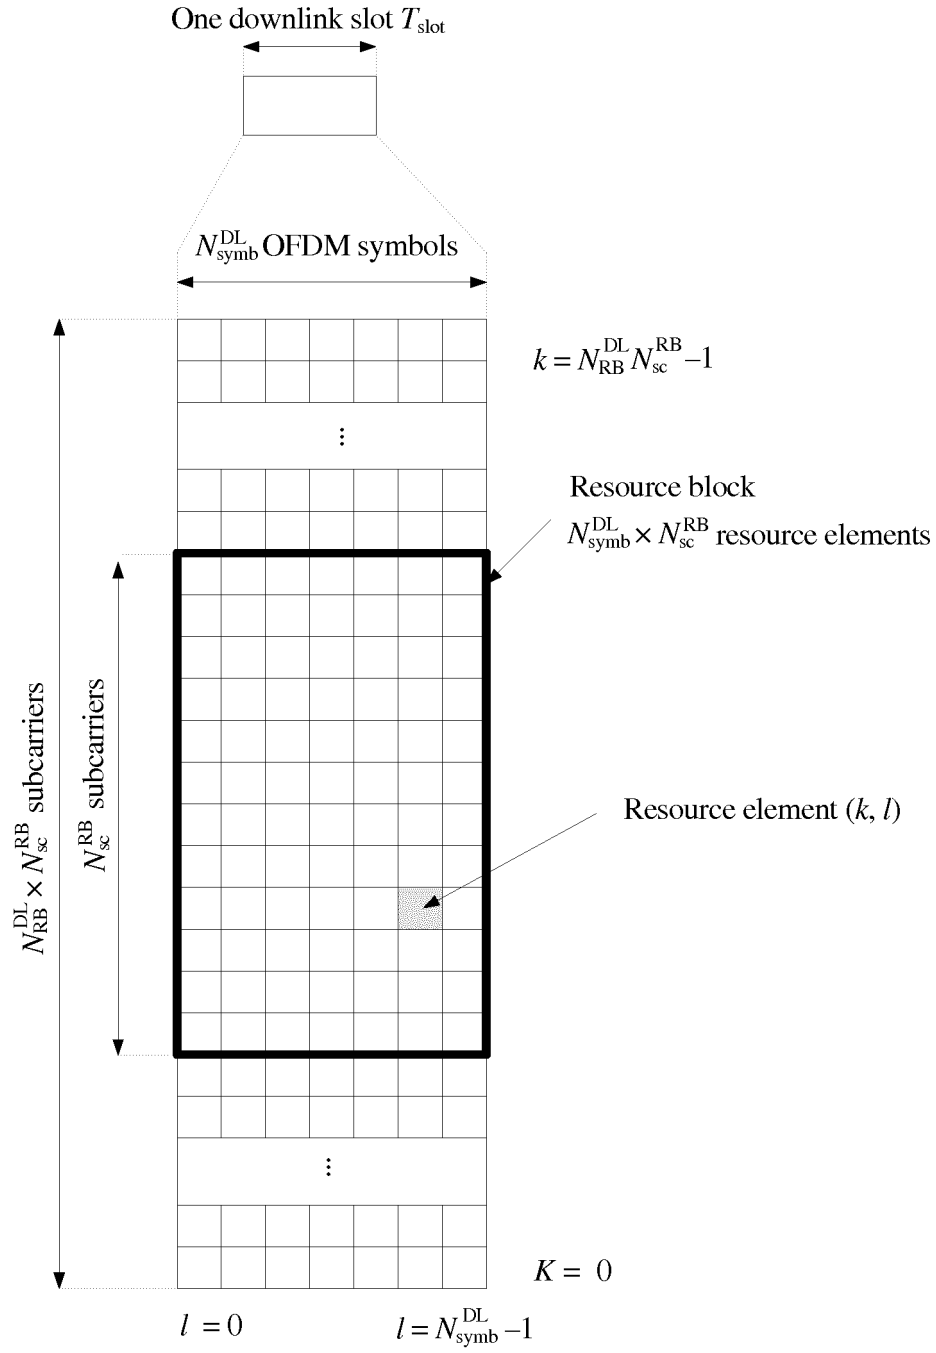 One downlink slot T_slot
N_symb^DL OFDM symbols
k = N_RB^DL N_sc^RB –1
⋮
Resource block
N_symb^DL × N_sc^RB resource elements
N_RB^DL × N_sc^RB subcarriers
N_sc^RB subcarriers
Resource element (k, l)
⋮
K = 0
l = 0
l = N_symb^DL –1